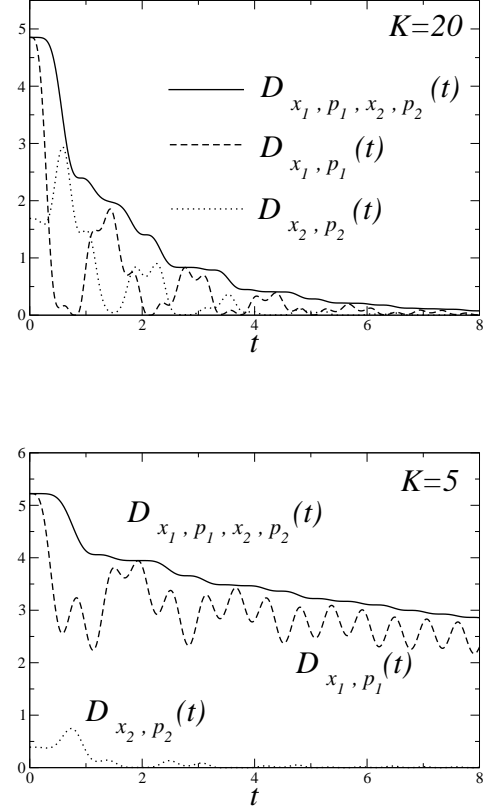 5
K=20
D x₁ , p₁ , x₂ , p₂ (t)
4
3
D x₁ , p₁ (t)
2
D x₂ , p₂ (t)
1
0
0 2 4 6 8
t
6
K=5
5
D x₁ , p₁ , x₂ , p₂ (t)
4
3
2
D x₁ , p₁ (t)
1
D x₂ , p₂ (t)
0
0 2 4 6 8
t